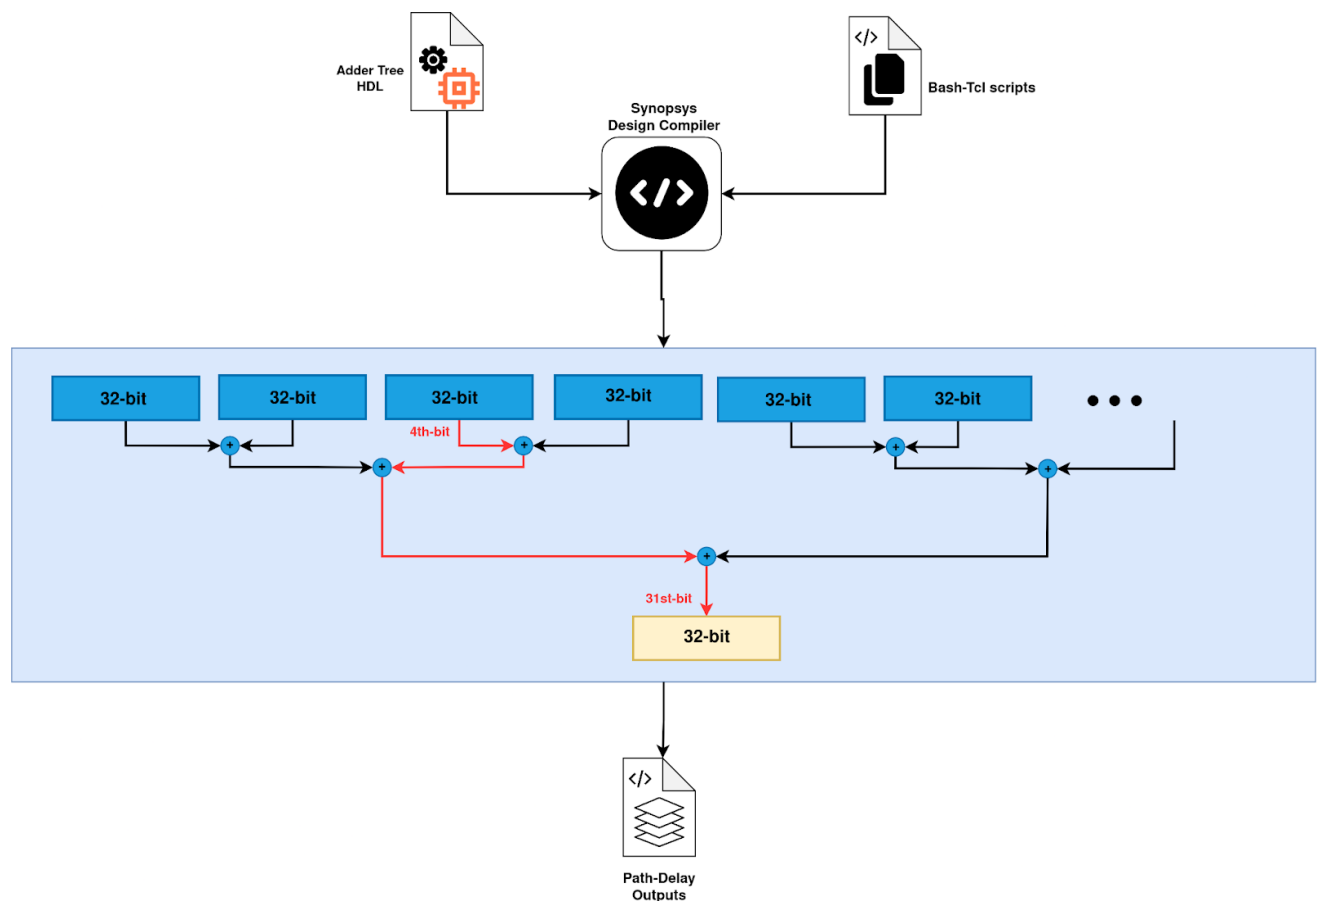 Adder Tree
HDL
</>
Bash-Tcl scripts
Synopsys
Design Compiler
</>
32-bit
32-bit
32-bit
32-bit
32-bit
32-bit
4th-bit
+
+
+
+
+
+
31st-bit
32-bit
</>
Path-Delay
Outputs